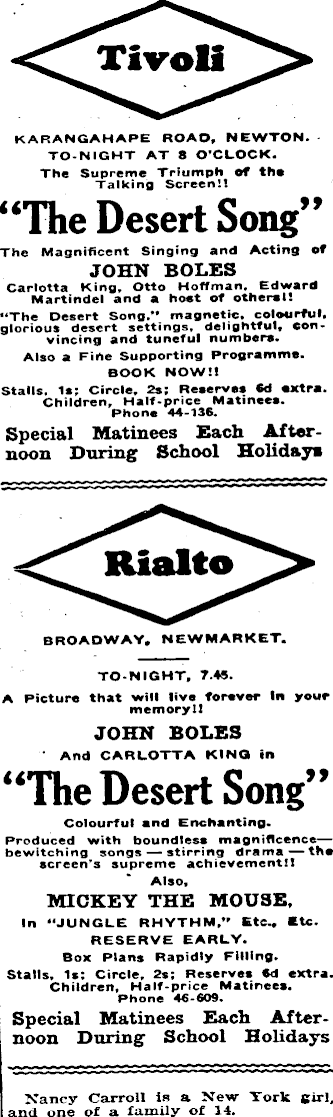 Tivoli
KARANGAHAPE ROAD, NEWTON.
TO-NIGHT AT 8 O'CLOCK.
The Supreme Triumph of the
Talking Screen!!
"The Desert Song"
The Magnificent Singing and Acting of
JOHN BOLES
Carlotta King, Otto Hoffman, Edward
Martindel and a host of others!!
"The Desert Song," magnetic, colourful,
glorious desert settings, delightful, con-
vincing and tuneful numbers.
Also a Fine Supporting Programme.
BOOK NOW!!
Stalls, 1s; Circle, 2s; Reserves 6d extra.
Children, Half-price Matinees.
Phone 44-136.
Special Matinees Each After-
noon During School Holidays
Rialto
BROADWAY, NEWMARKET.
TO-NIGHT, 7.45.
A Picture that will live forever in your
memory!!
JOHN BOLES
And CARLOTTA KING in
"The Desert Song"
Colourful and Enchanting.
Produced with boundless magnificence—
bewitching songs — stirring drama — the
screen's supreme achievement!!
Also,
MICKEY THE MOUSE,
In "JUNGLE RHYTHM," Etc., Etc.
RESERVE EARLY.
Box Plans Rapidly Filling.
Stalls, 1s; Circle, 2s; Reserves 6d extra.
Children, Half-price Matinees.
Phone 46-609.
Special Matinees Each After-
noon During School Holidays
Nancy Carroll is a New York girl,
and one of a family of 14.